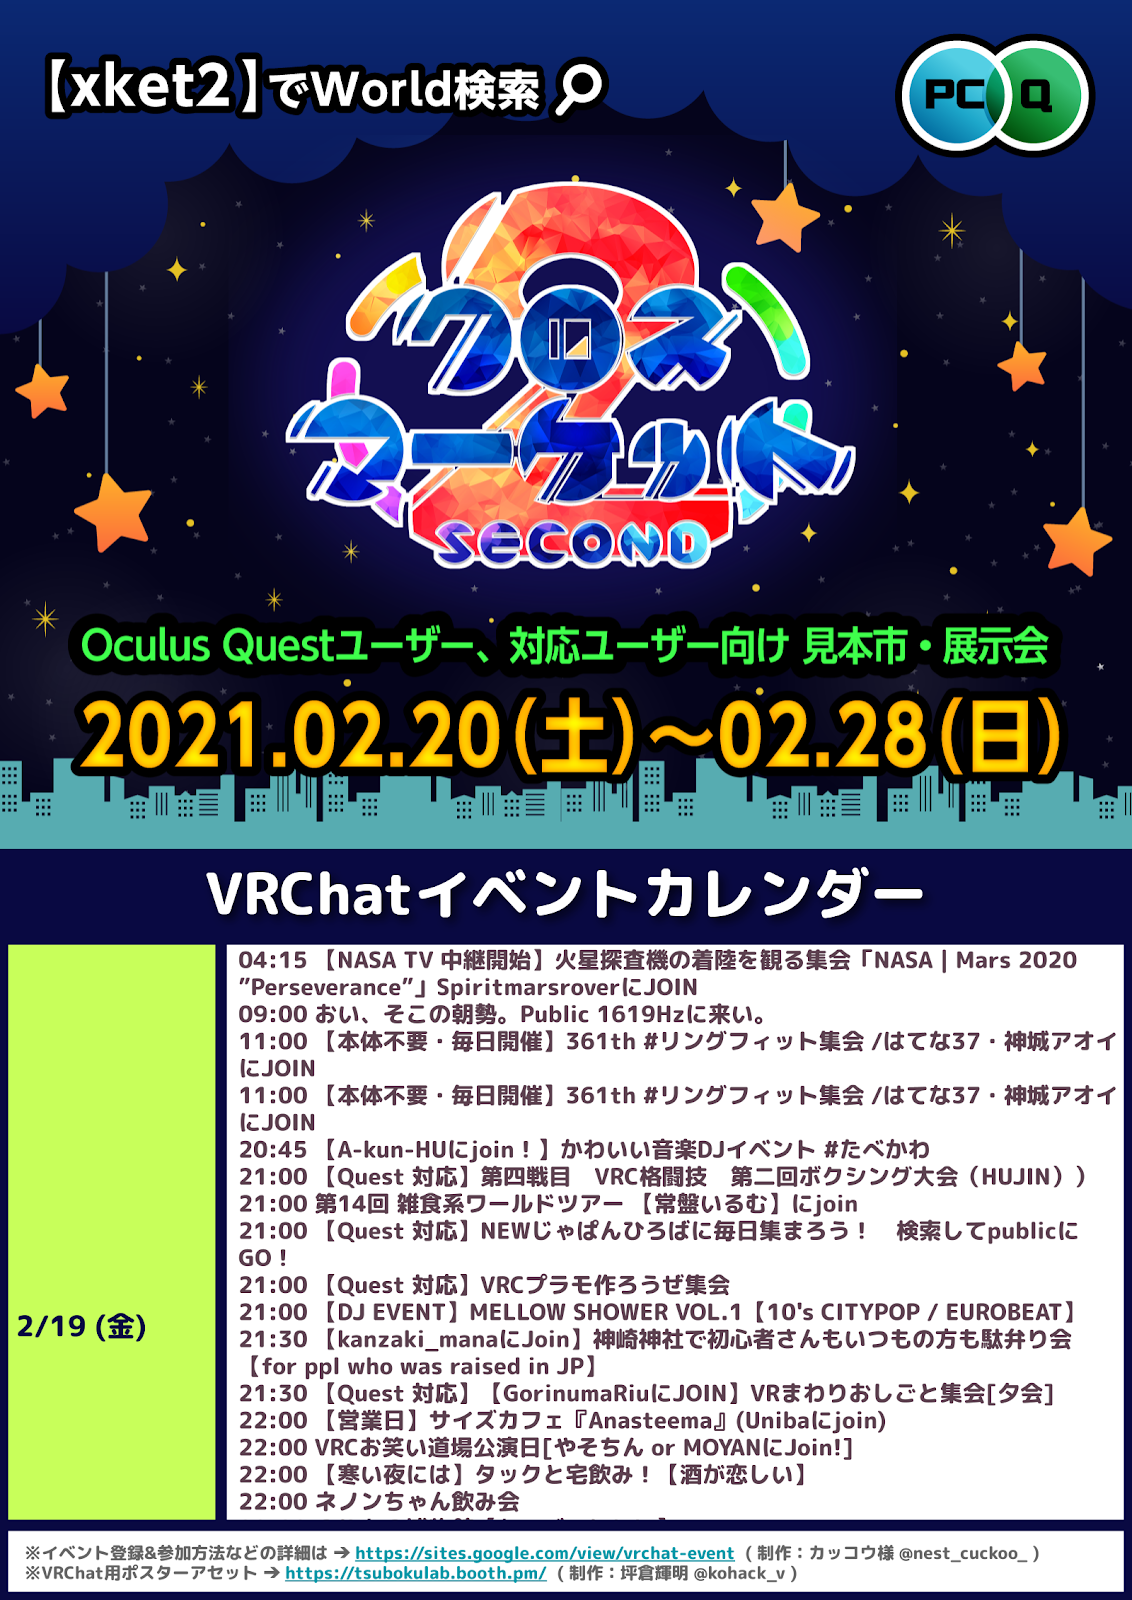 【xket2】でWorld検索
PC Q
2
クロス
マーケット
SECOND
Oculus Questユーザー、対応ユーザー向け 見本市・展示会
2021.02.20(土)～02.28(日)
VRChatイベントカレンダー
2/19 (金)
04:15 【NASA TV 中継開始】火星探査機の着陸を観る集会「NASA | Mars 2020
”Perseverance”」SpiritmarsroverにJOIN
09:00 おい、そこの朝勢。Public 1619Hzに来い。
11:00 【本体不要・毎日開催】361th #リングフィット集会 /はてな37・神城アオイ
にJOIN
11:00 【本体不要・毎日開催】361th #リングフィット集会 /はてな37・神城アオイ
にJOIN
20:45 【A-kun-HUにjoin！】かわいい音楽DJイベント #たべかわ
21:00 【Quest 対応】第四戦目　VRC格闘技　第二回ボクシング大会（HUJIN））
21:00 第14回 雑食系ワールドツアー 【常盤いるむ】にjoin
21:00 【Quest 対応】NEWじゃぱんひろばに毎日集まろう！　検索してpublicに
GO！
21:00 【Quest 対応】VRCプラモ作ろうぜ集会
21:00 【DJ EVENT】MELLOW SHOWER VOL.1【10's CITYPOP / EUROBEAT】
21:30 【kanzaki_manaにJoin】神崎神社で初心者さんもいつもの方も駄弁り会
【for ppl who was raised in JP】
21:30 【Quest 対応】【GorinumaRiuにJOIN】VRまわりおしごと集会[夕会]
22:00 【営業日】サイズカフェ『Anasteema』(Unibaにjoin)
22:00 VRCお笑い道場公演日[やそちん or MOYANにJoin!]
22:00 【寒い夜には】タックと宅飲み！【酒が恋しい】
22:00 ネノンちゃん飲み会
※イベント登録&参加方法などの詳細は → https://sites.google.com/view/vrchat-event （ 制作：カッコウ様 @nest_cuckoo_ ）
※VRChat用ポスターアセット → https://tsubokulab.booth.pm/ （ 制作：坪倉輝明 @kohack_v ）